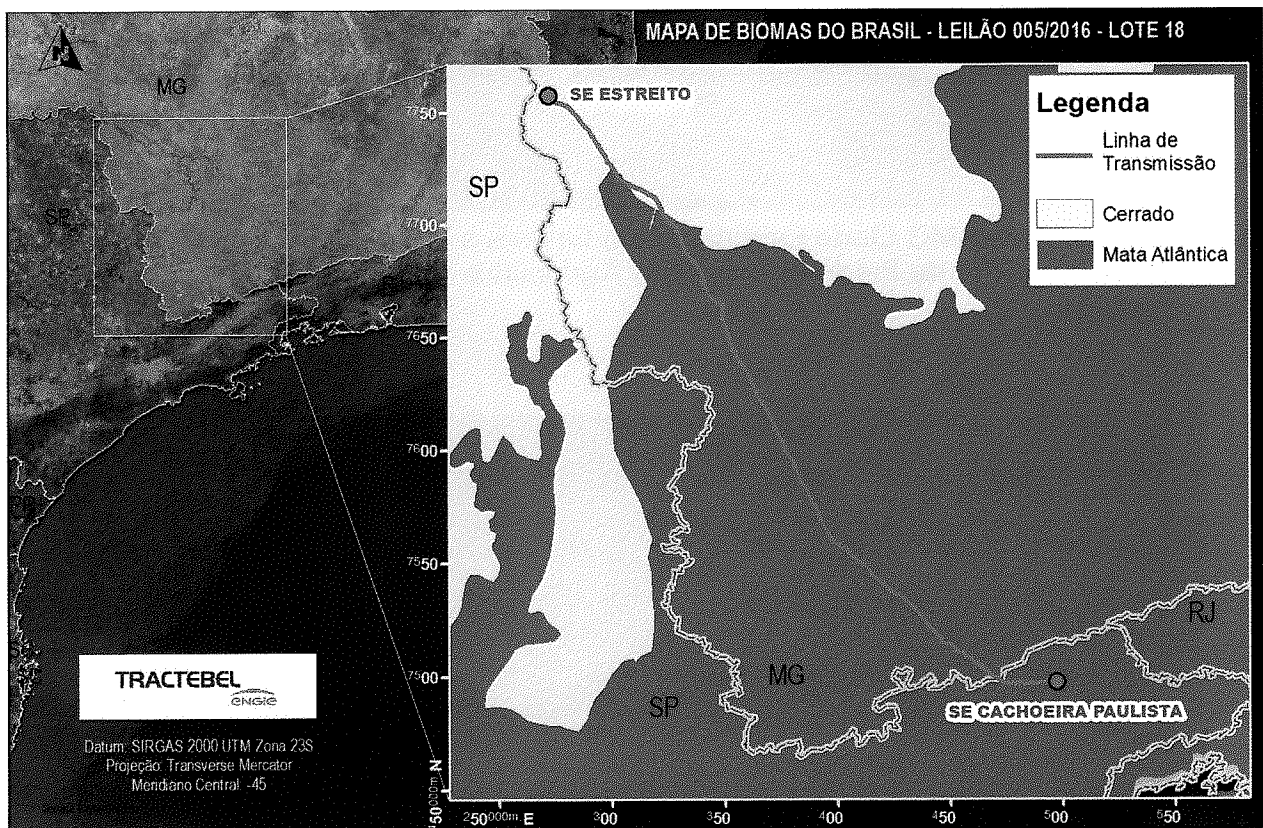 MAPA DE BIOMAS DO BRASIL - LEILÃO 005/2016 - LOTE 18
N
MG
SP
SE ESTREITO
SP
Legenda
Linha de
Transmissão
Cerrado
Mata Atlântica
7750
7700
7650
7600
7550
7500
7450000m. N
RJ
MG
SP
SE CACHOEIRA PAULISTA
TRACTEBEL
ENGIE
Datum: SIRGAS 2000 UTM Zona 23S
Projeção: Transverse Mercator
Meridiano Central: -45
250000m. E
300
350
400
450
500
550